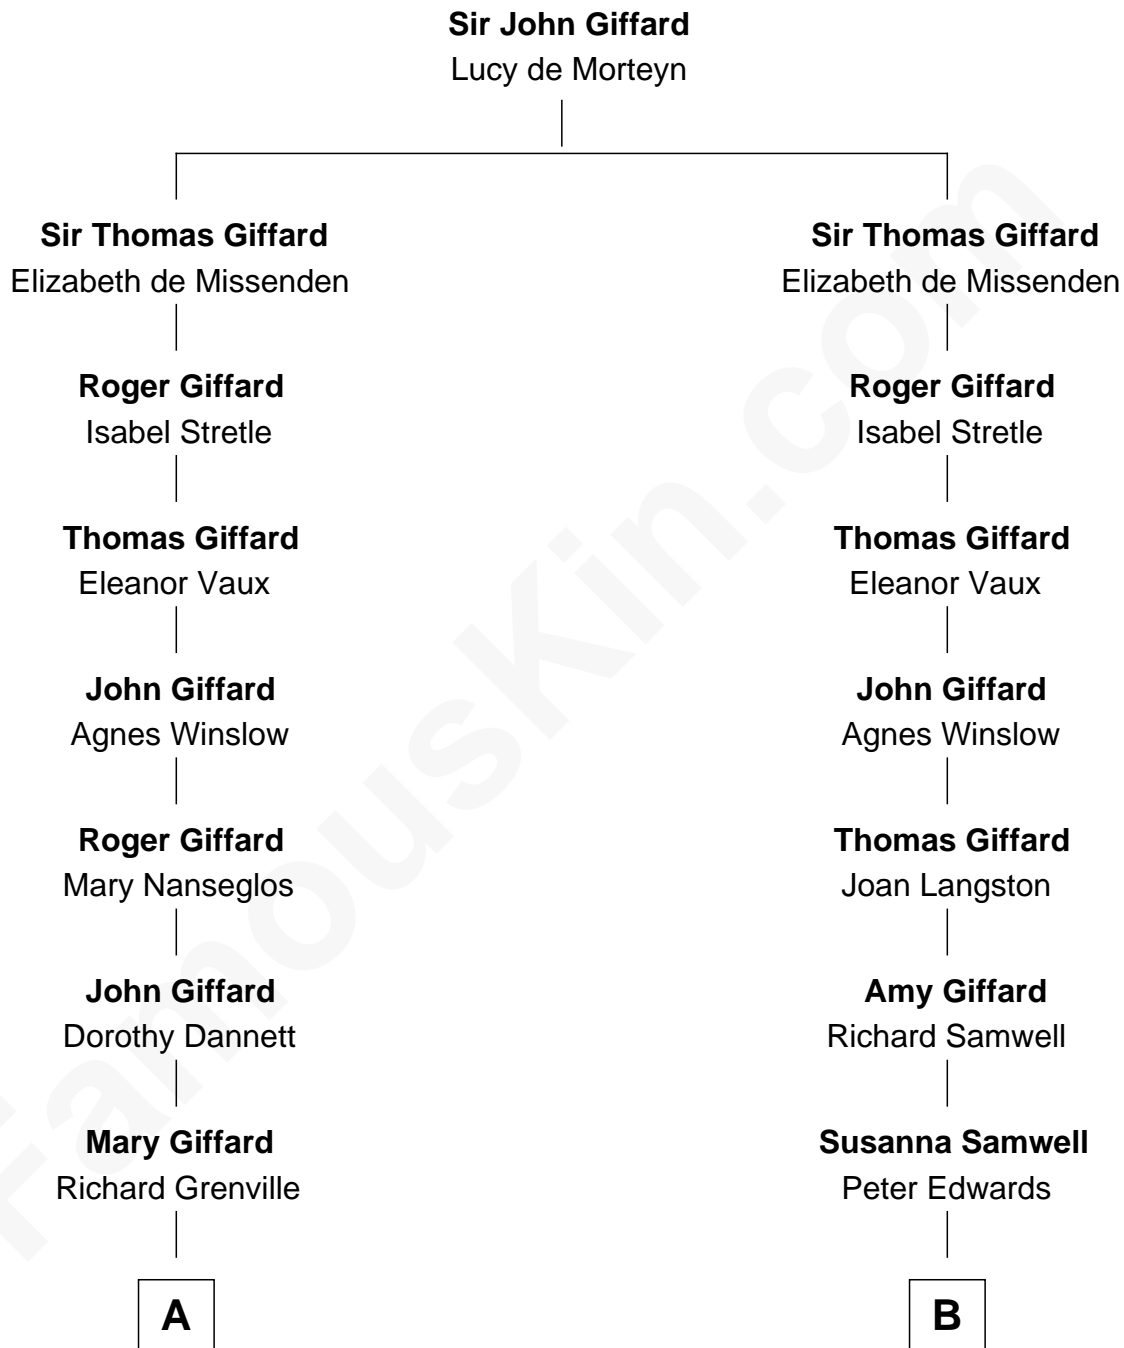 Sir John Giffard
Lucy de Morteyn
Sir Thomas Giffard
Elizabeth de Missenden
Roger Giffard
Isabel Stretle
Thomas Giffard
Eleanor Vaux
John Giffard
Agnes Winslow
Roger Giffard
Mary Nanseglos
John Giffard
Dorothy Dannett
Mary Giffard
Richard Grenville
A
Sir Thomas Giffard
Elizabeth de Missenden
Roger Giffard
Isabel Stretle
Thomas Giffard
Eleanor Vaux
John Giffard
Agnes Winslow
Thomas Giffard
Joan Langston
Amy Giffard
Richard Samwell
Susanna Samwell
Peter Edwards
B
FamousKin.com